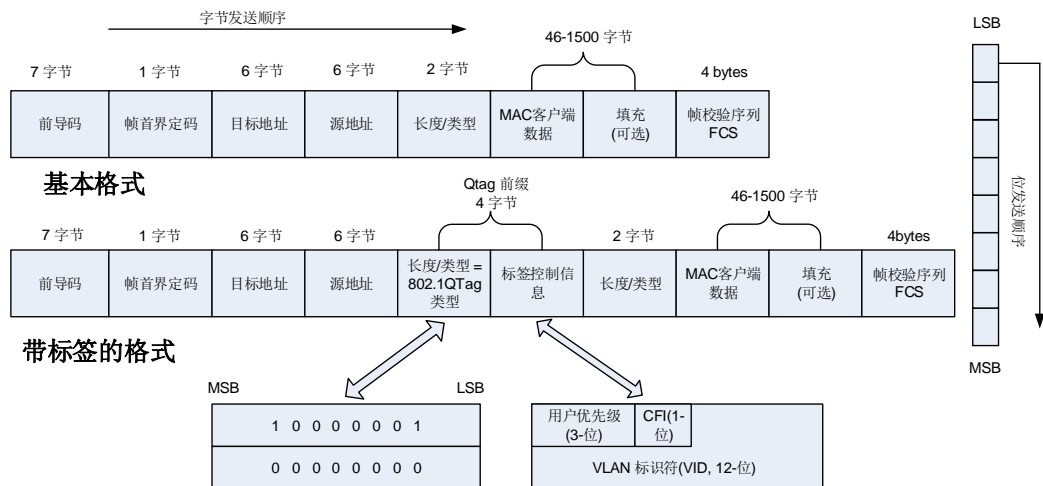 字节发送顺序
46-1500 字节
7 字节
1 字节
6 字节
6 字节
2 字节
4 bytes
前导码
帧首界定码
目标地址
源地址
长度/类型
MAC客户端
数据
填充
(可选)
帧校验序列
FCS
基本格式
Qtag 前缀
4 字节
46-1500 字节
7 字节
1 字节
6 字节
6 字节
2 字节
4bytes
前导码
帧首界定码
目标地址
源地址
长度/类型 =
802.1QTag
类型
标签控制信
息
长度/类型
MAC客户端
数据
填充
(可选)
帧校验序列
FCS
带标签的格式
MSB
LSB
1 0 0 0 0 0 0 1
0 0 0 0 0 0 0 0
用户优先级
(3-位)
CFI(1-
位)
VLAN 标识符(VID, 12-位)
LSB
位发送顺序
MSB